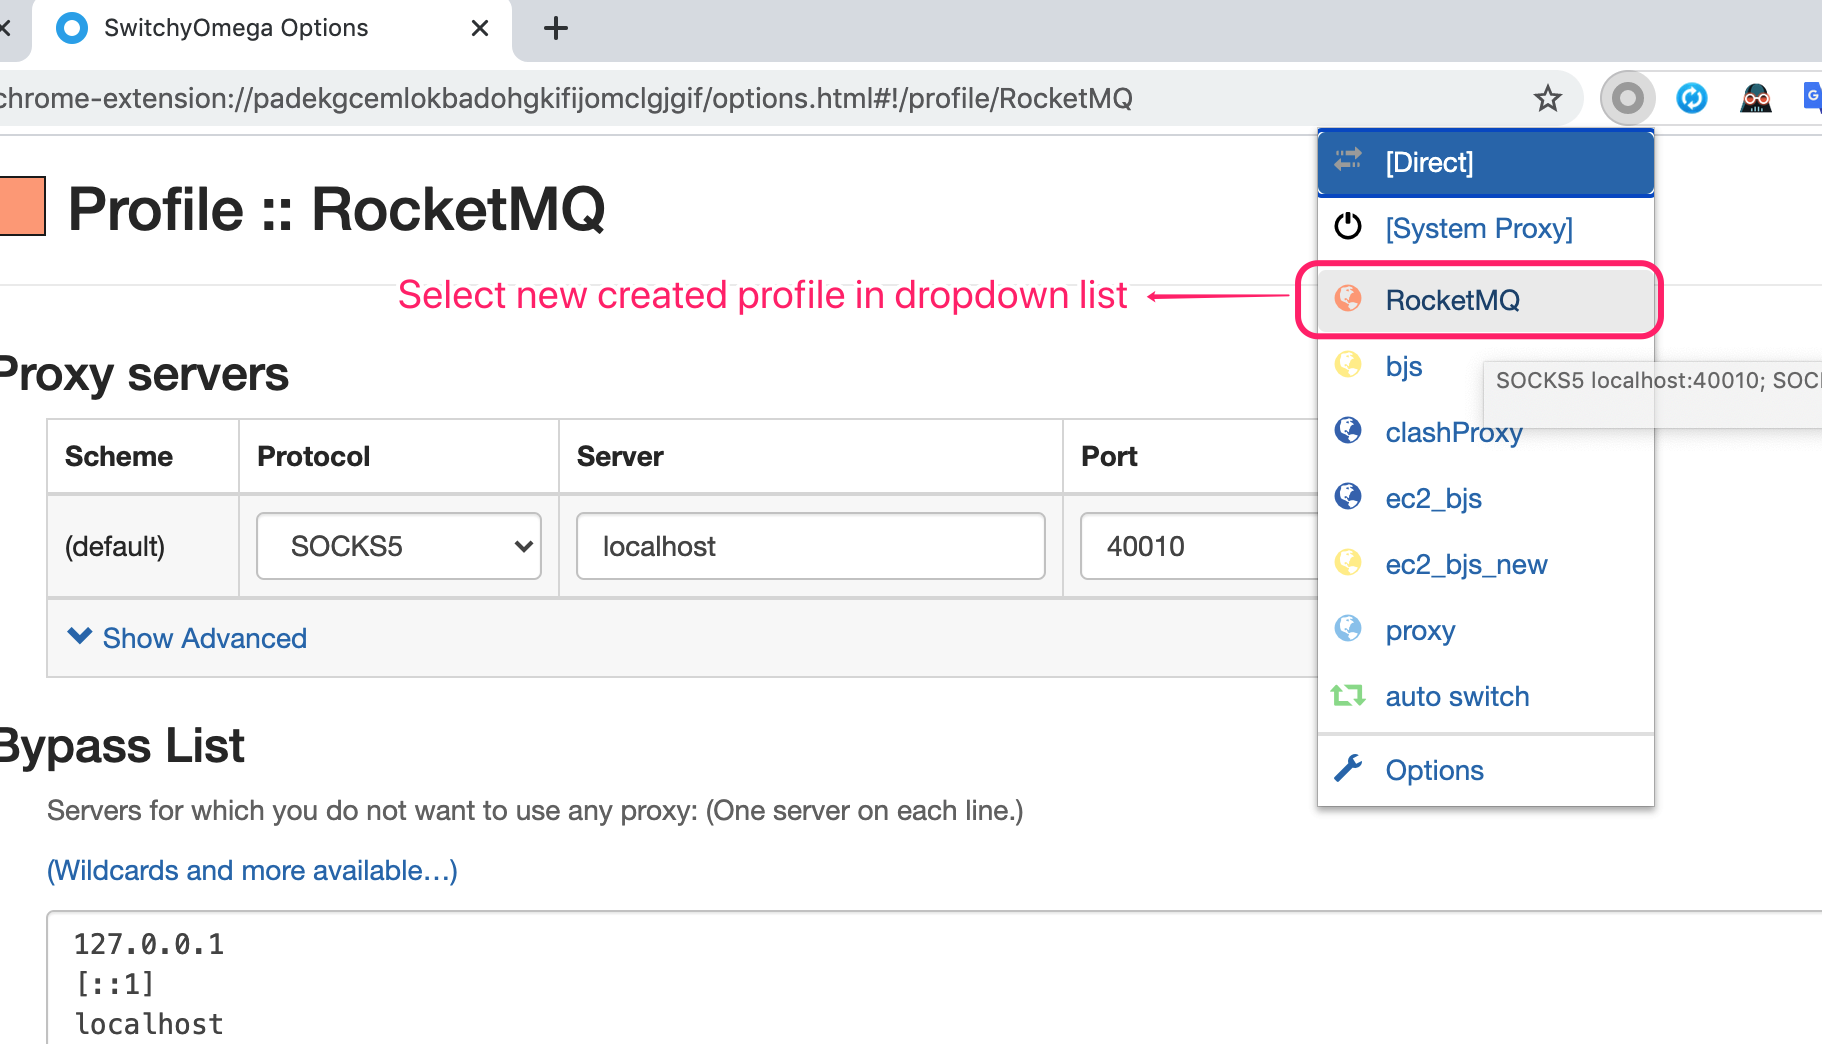 SwitchyOmega Options
chrome-extension://padekgcemlokbadohgkifijomclgjgif/options.html#!/profile/RocketMQ
G
[Direct]
Profile :: RocketMQ
[System Proxy]
Select new created profile in dropdown list
RocketMQ
bjs
SOCKS5 localhost:40010; SOC
Proxy servers
clashProxy
Scheme Protocol Server Port
ec2_bjs
(default) SOCKS5 localhost 40010
ec2_bjs_new
Show Advanced
proxy
auto switch
Bypass List
Options
Servers for which you do not want to use any proxy: (One server on each line.)
(Wildcards and more available…)
127.0.0.1
[::1]
localhost